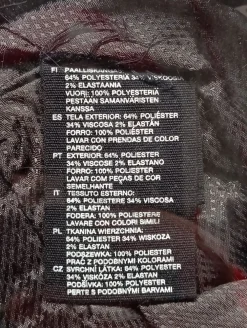 FI PÄÄLLISKANGAS:
64% POLYESTERIÄ 34% VISKOOSIA
2% ELASTAANIA
VUORI: 100% POLYESTERI
PESTÄÄN SAMANVÄRISTEN
KANSSA
ES TELA EXTERIOR: 64%
POLIÉSTER 34% VISCOSA 2% ELASTÁN
FORRO: 100% POLIÉSTER
LAVAR CON PRENDAS DE COLOR
PARECIDO
PT EXTERIOR: 64% POLIÉSTER
34% VISCOSA 2% ELASTANO
FORRO: 100% POLIÉSTER
LAVAR COM PEÇAS DE COR
SEMELHANTE
IT TESSUTO ESTERNO:
64% POLIESTERE 34% VISCOSA
2% ELASTAN
FODERA: 100% POLIESTERE
LAVARE CON COLORI SIMILI
PL TKANINA WIERZCHNIA:
64% POLIESTER 34% WISKOZA
2% ELASTAN
PODSZEWKA: 100% POLIESTER
PRAĆ Z PODOBNYMI KOLORAMI
CZ SVRCHNÍ LÁTKA: 64% POLYESTER
34% VISKÓZA 2% ELASTAN
PODŠÍVKA: 100% POLYESTER
PERTE S PODOBNÝMI BARVAMI